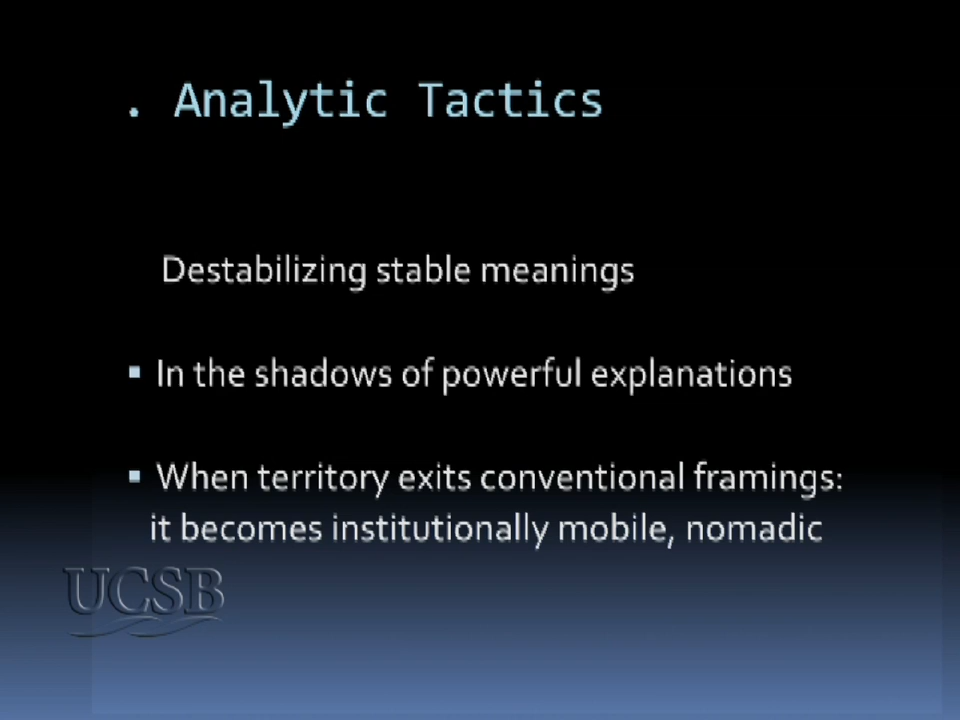 . Analytic Tactics
Destabilizing stable meanings
▪ In the shadows of powerful explanations
▪ When territory exits conventional framings:
it becomes institutionally mobile, nomadic
UCSB